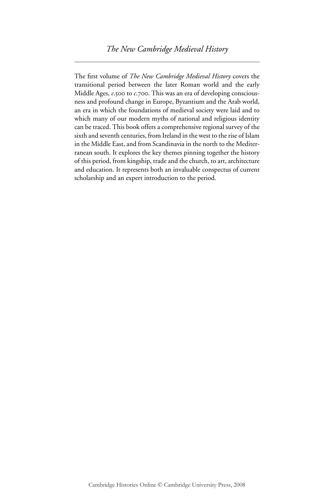 The New Cambridge Medieval History
The first volume of The New Cambridge Medieval History covers the
transitional period between the later Roman world and the early
Middle Ages, c.500 to c.700. This was an era of developing conscious-
ness and profound change in Europe, Byzantium and the Arab world,
an era in which the foundations of medieval society were laid and to
which many of our modern myths of national and religious identity
can be traced. This book offers a comprehensive regional survey of the
sixth and seventh centuries, from Ireland in the west to the rise of Islam
in the Middle East, and from Scandinavia in the north to the Mediter-
ranean south. It explores the key themes pinning together the history
of this period, from kingship, trade and the church, to art, architecture
and education. It represents both an invaluable conspectus of current
scholarship and an expert introduction to the period.
Cambridge Histories Online © Cambridge University Press, 2008